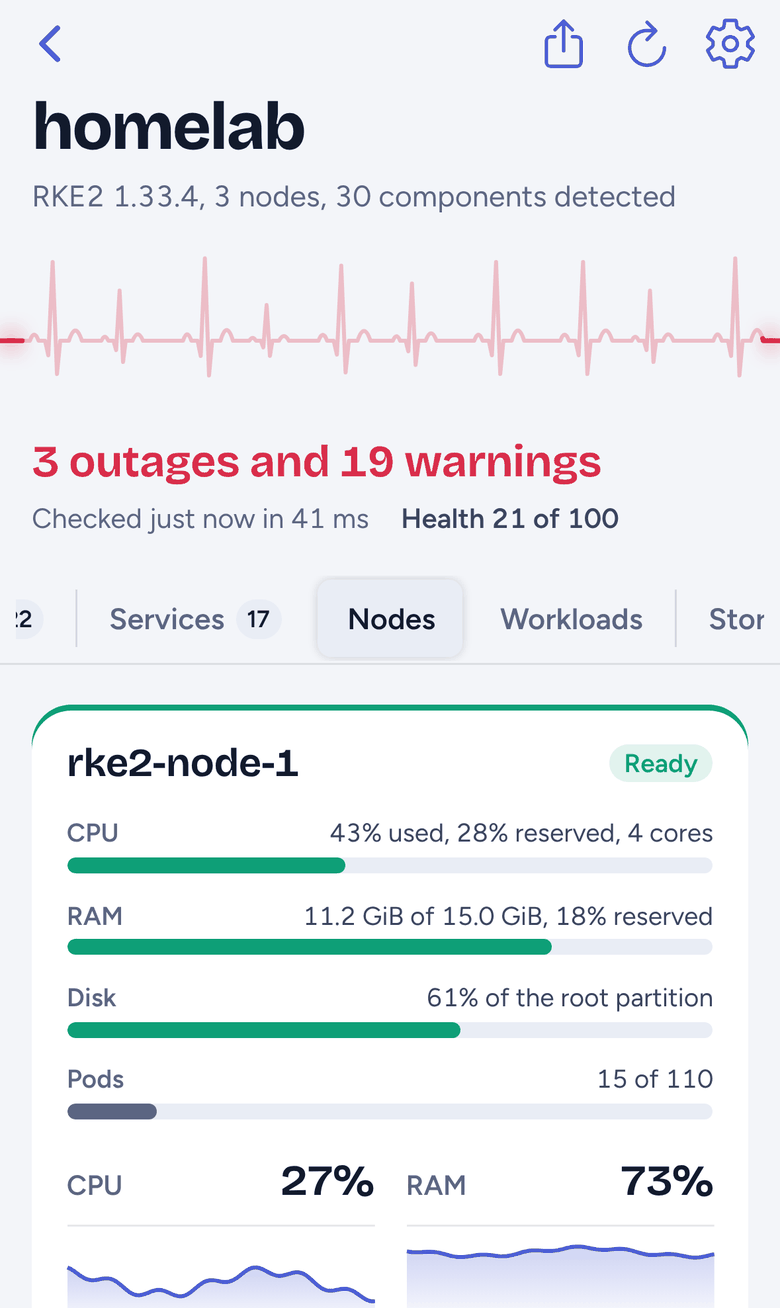 homelab
RKE2 1.33.4, 3 nodes, 30 components detected
3 outages and 19 warnings
Checked just now in 41 ms Health 21 of 100
Services 17 Nodes Workloads
rke2-node-1 Ready
CPU 43% used, 28% reserved, 4 cores
RAM 11.2 GiB of 15.0 GiB, 18% reserved
Disk 61% of the root partition
Pods 15 of 110
CPU 27% RAM 73%